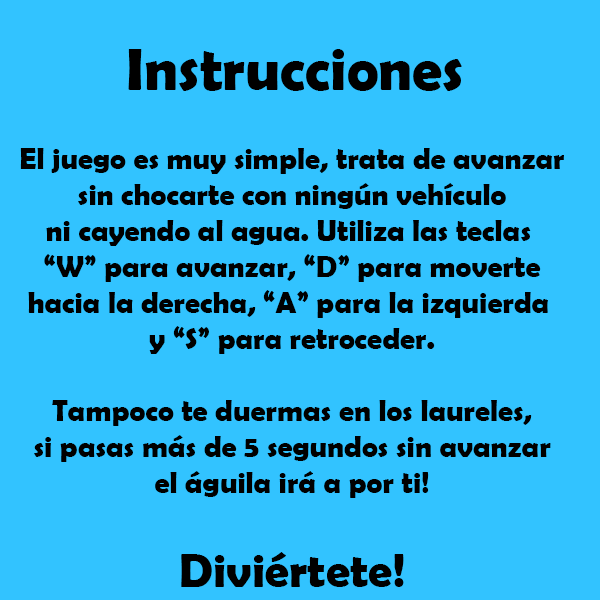 Instrucciones
El juego es muy simple, trata de avanzar
sin chocarte con ningún vehículo
ni cayendo al agua. Utiliza las teclas
“W” para avanzar, “D” para moverte
hacia la derecha, “A” para la izquierda
y “S” para retroceder.
Tampoco te duermas en los laureles,
si pasas más de 5 segundos sin avanzar
el águila irá a por ti!
Diviértete!